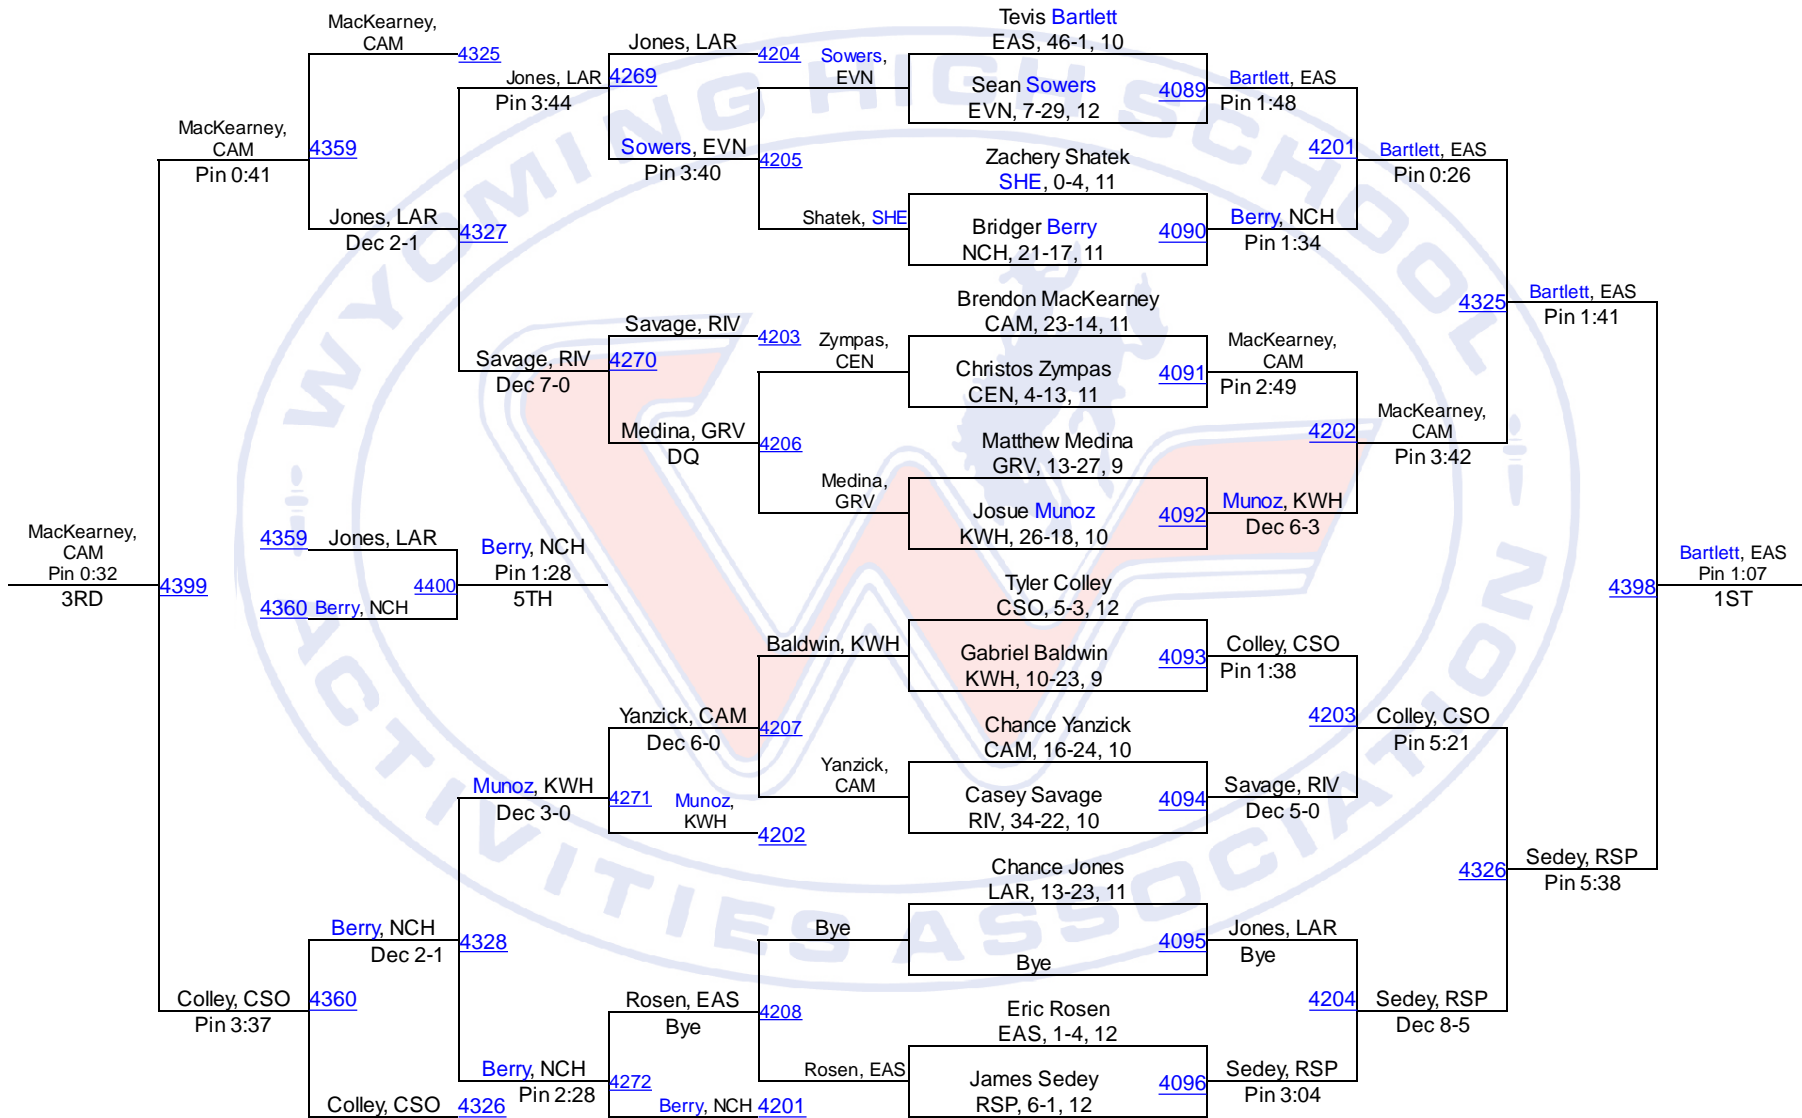 WYOMING HIGH SCHOOL
ACTIVITIES ASSOCIATION
MacKearney,
CAM
4325
MacKearney,
CAM
Pin 0:41
4359
Jones, LAR
Dec 2-1
4327
Jones, LAR
Pin 3:44
4269
Jones, LAR
4204
Sowers, EVN
Pin 3:40
4205
Sowers,
EVN
Shatek, SHE
Savage, RIV
Dec 7-0
4270
Savage, RIV
4203
Medina, GRV
DQ
4206
Zympas,
CEN
Medina,
GRV
MacKearney,
CAM
Pin 0:32
3RD
4399
4359
Jones, LAR
4360
Berry, NCH
4400
Berry, NCH
Pin 1:28
5TH
Baldwin, KWH
Yanzick, CAM
Dec 6-0
4207
Yanzick,
CAM
Munoz, KWH
Dec 3-0
4271
Munoz,
KWH
4202
Berry, NCH
Dec 2-1
4328
Colley, CSO
Pin 3:37
4360
Rosen, EAS
Bye
4208
Bye
Rosen, EAS
Berry, NCH
Pin 2:28
4272
Berry, NCH
4201
Colley, CSO
4326
Tevis Bartlett
EAS, 46-1, 10
Sean Sowers
EVN, 7-29, 12
4089
Bartlett, EAS
Pin 1:48
Zachery Shatek
SHE, 0-4, 11
Bridger Berry
NCH, 21-17, 11
4090
Berry, NCH
Pin 1:34
4201
Bartlett, EAS
Pin 0:26
Brendon MacKearney
CAM, 23-14, 11
Christos Zympas
CEN, 4-13, 11
4091
MacKearney,
CAM
Pin 2:49
Matthew Medina
GRV, 13-27, 9
Josue Munoz
KWH, 26-18, 10
4092
Munoz, KWH
Dec 6-3
4202
MacKearney,
CAM
Pin 3:42
4325
Bartlett, EAS
Pin 1:41
Tyler Colley
CSO, 5-3, 12
Gabriel Baldwin
KWH, 10-23, 9
4093
Colley, CSO
Pin 1:38
Chance Yanzick
CAM, 16-24, 10
Casey Savage
RIV, 34-22, 10
4094
Savage, RIV
Dec 5-0
4203
Colley, CSO
Pin 5:21
Chance Jones
LAR, 13-23, 11
Bye
4095
Jones, LAR
Bye
Eric Rosen
EAS, 1-4, 12
James Sedey
RSP, 6-1, 12
4096
Sedey, RSP
Pin 3:04
4204
Sedey, RSP
Dec 8-5
4326
Sedey, RSP
Pin 5:38
4398
Bartlett, EAS
Pin 1:07
1ST